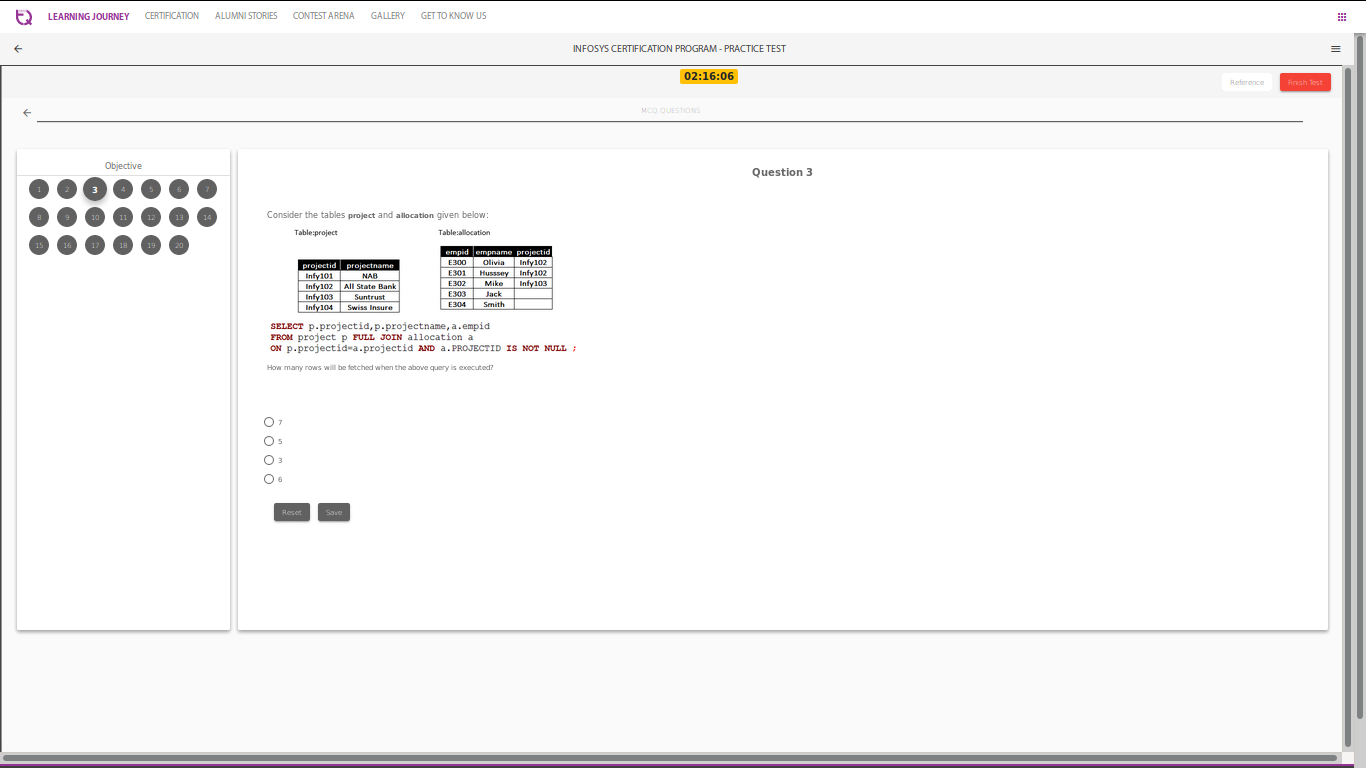 LEARNING JOURNEY CERTIFICATION ALUMNI STORIES CONTEST ARENA GALLERY GET TO KNOW US
INFOSYS CERTIFICATION PROGRAM - PRACTICE TEST
02:16:06
Reference Finish Test
MCQ QUESTIONS
Objective
1 2 3 4 5 6 7
8 9 10 11 12 13 14
15 16 17 18 19 20
Question 3
Consider the tables project and allocation given below:
Table:project
projectid projectname
Infy101 NAB
Infy102 All State Bank
Infy103 Suntrust
Infy104 Swiss Insure
Table:allocation
empid empname projectid
E300 Olivia Infy102
E301 Husssey Infy102
E302 Mike Infy103
E303 Jack
E304 Smith
SELECT p.projectid,p.projectname,a.empid
FROM project p FULL JOIN allocation a
ON p.projectid=a.projectid AND a.PROJECTID IS NOT NULL ;
How many rows will be fetched when the above query is executed?
7
5
3
6
Reset Save